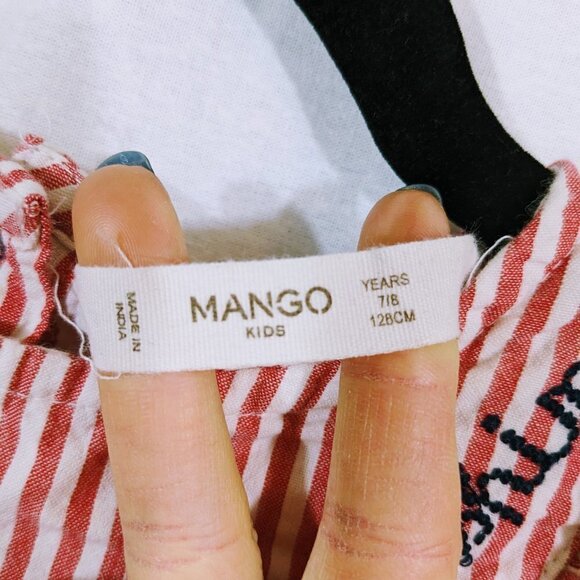 MADE IN
INDIA
MANGO
KIDS
YEARS
7/8
128CM